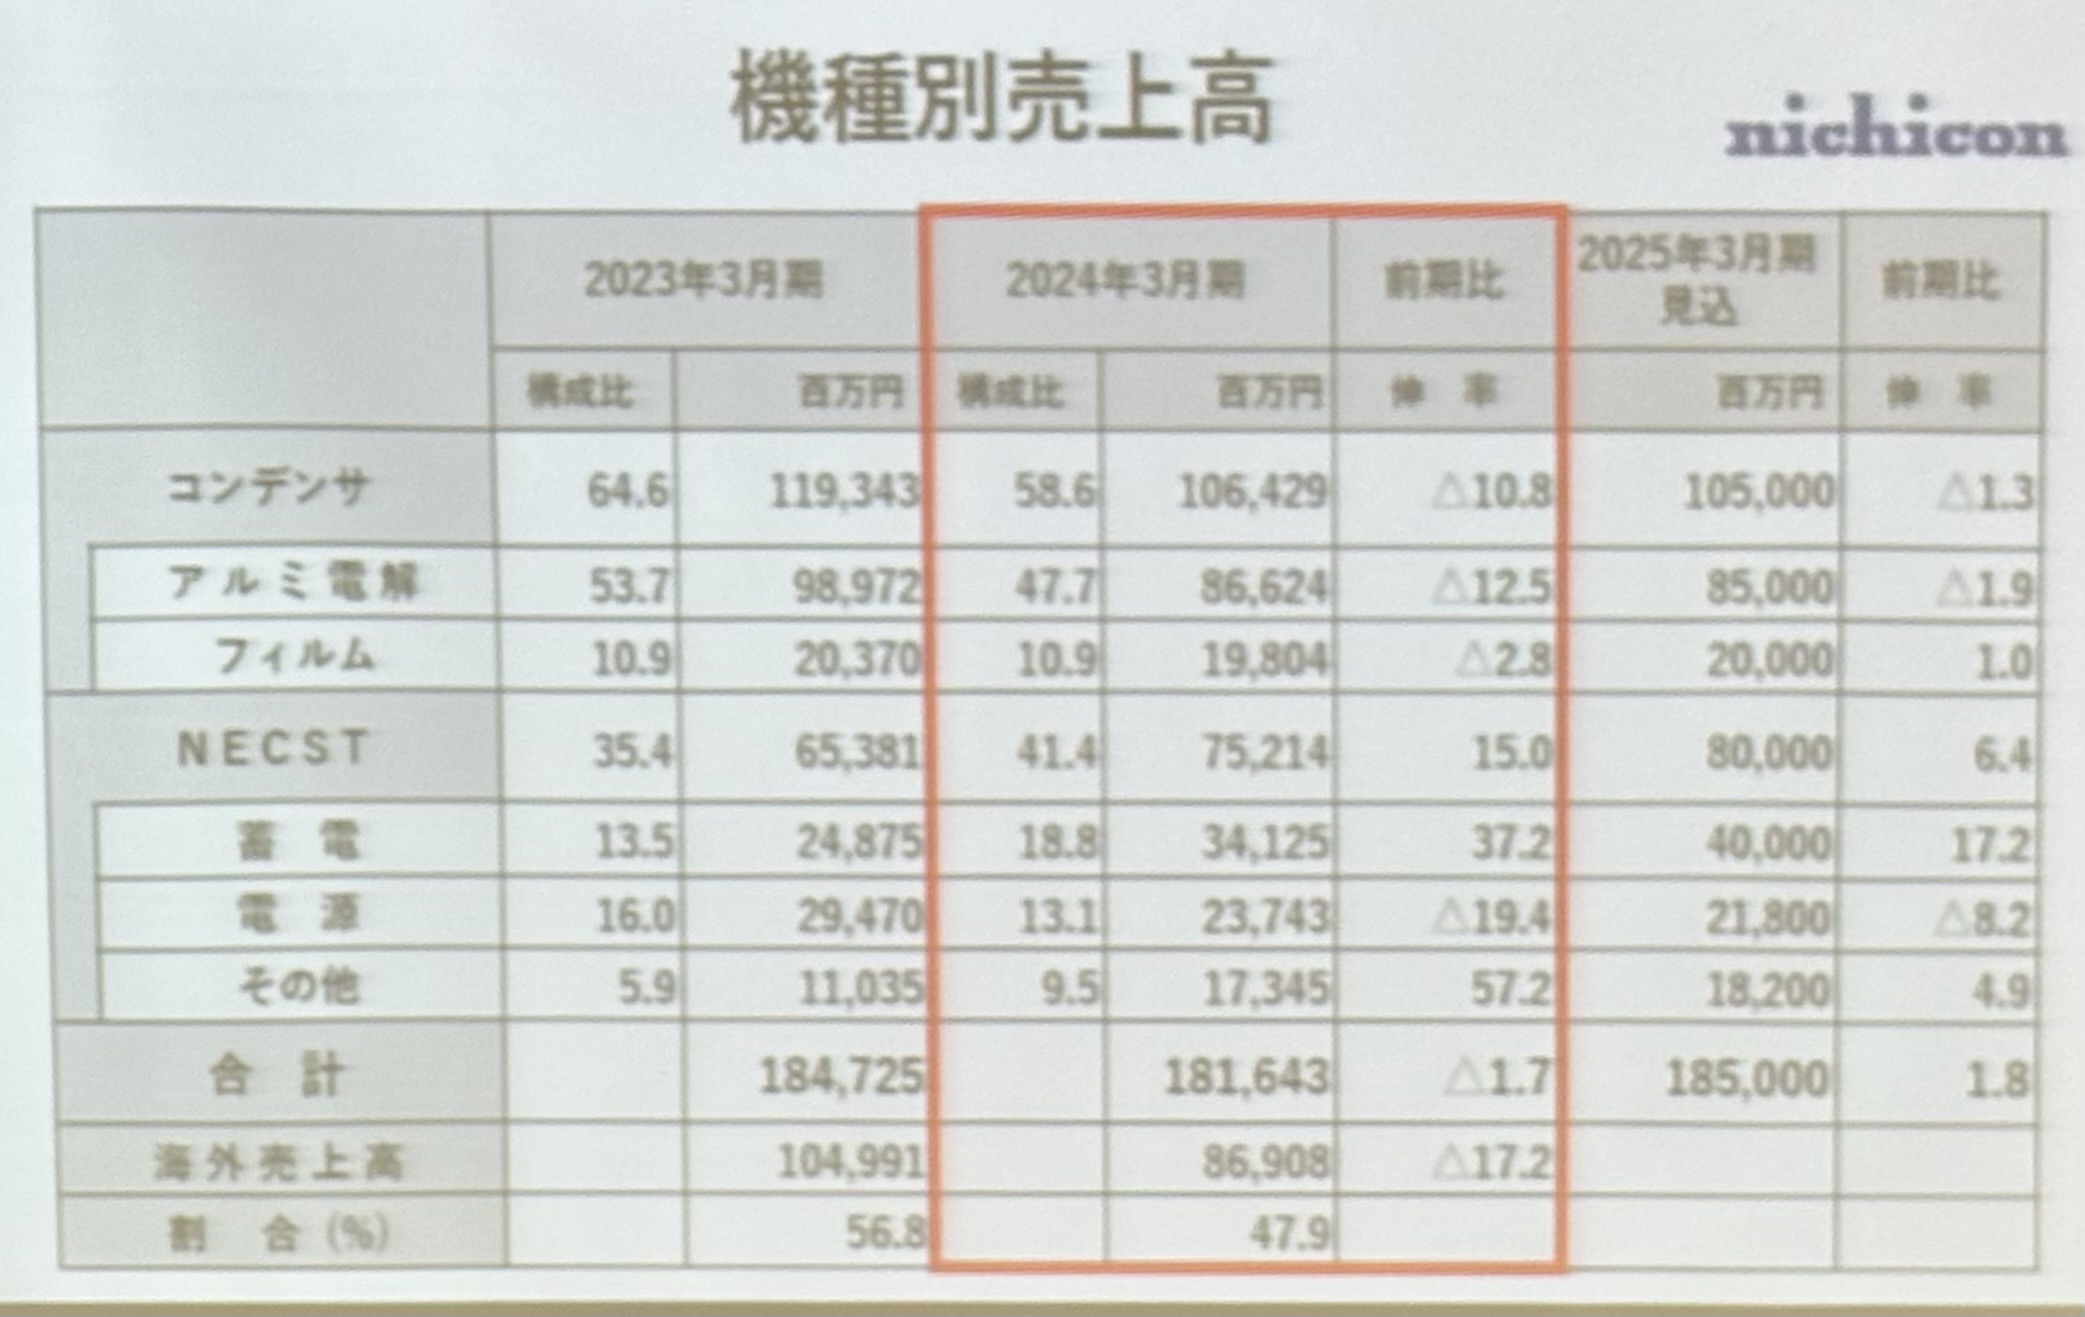 機種別売上高
nichicon
2023年3月期 2024年3月期 前期比 2025年3月期 見込 前期比
構成比 百万円 構成比 百万円 伸 率 百万円 伸 率
コンデンサ 64.6 119,343 58.6 106,429 △10.8 105,000 △1.3
アルミ電解 53.7 98,972 47.7 86,624 △12.5 85,000 △1.9
フィルム 10.9 20,370 10.9 19,804 △2.8 20,000 1.0
NECST 35.4 65,381 41.4 75,214 15.0 80,000 6.4
蓄 電 13.5 24,875 18.8 34,125 37.2 40,000 17.2
電 源 16.0 29,470 13.1 23,743 △19.4 21,800 △8.2
その他 5.9 11,035 9.5 17,345 57.2 18,200 4.9
合 計 184,725 181,643 △1.7 185,000 1.8
海外売上高 104,991 86,908 △17.2
割 合 (%) 56.8 47.9